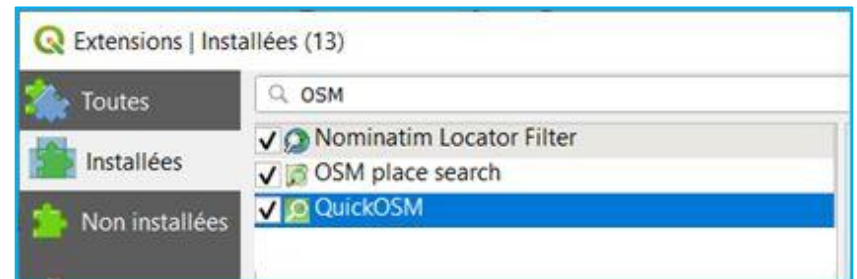 Extensions | Installées (13)
Toutes
OSM
Installées
Nominatim Locator Filter
OSM place search
QuickOSM
Non installées